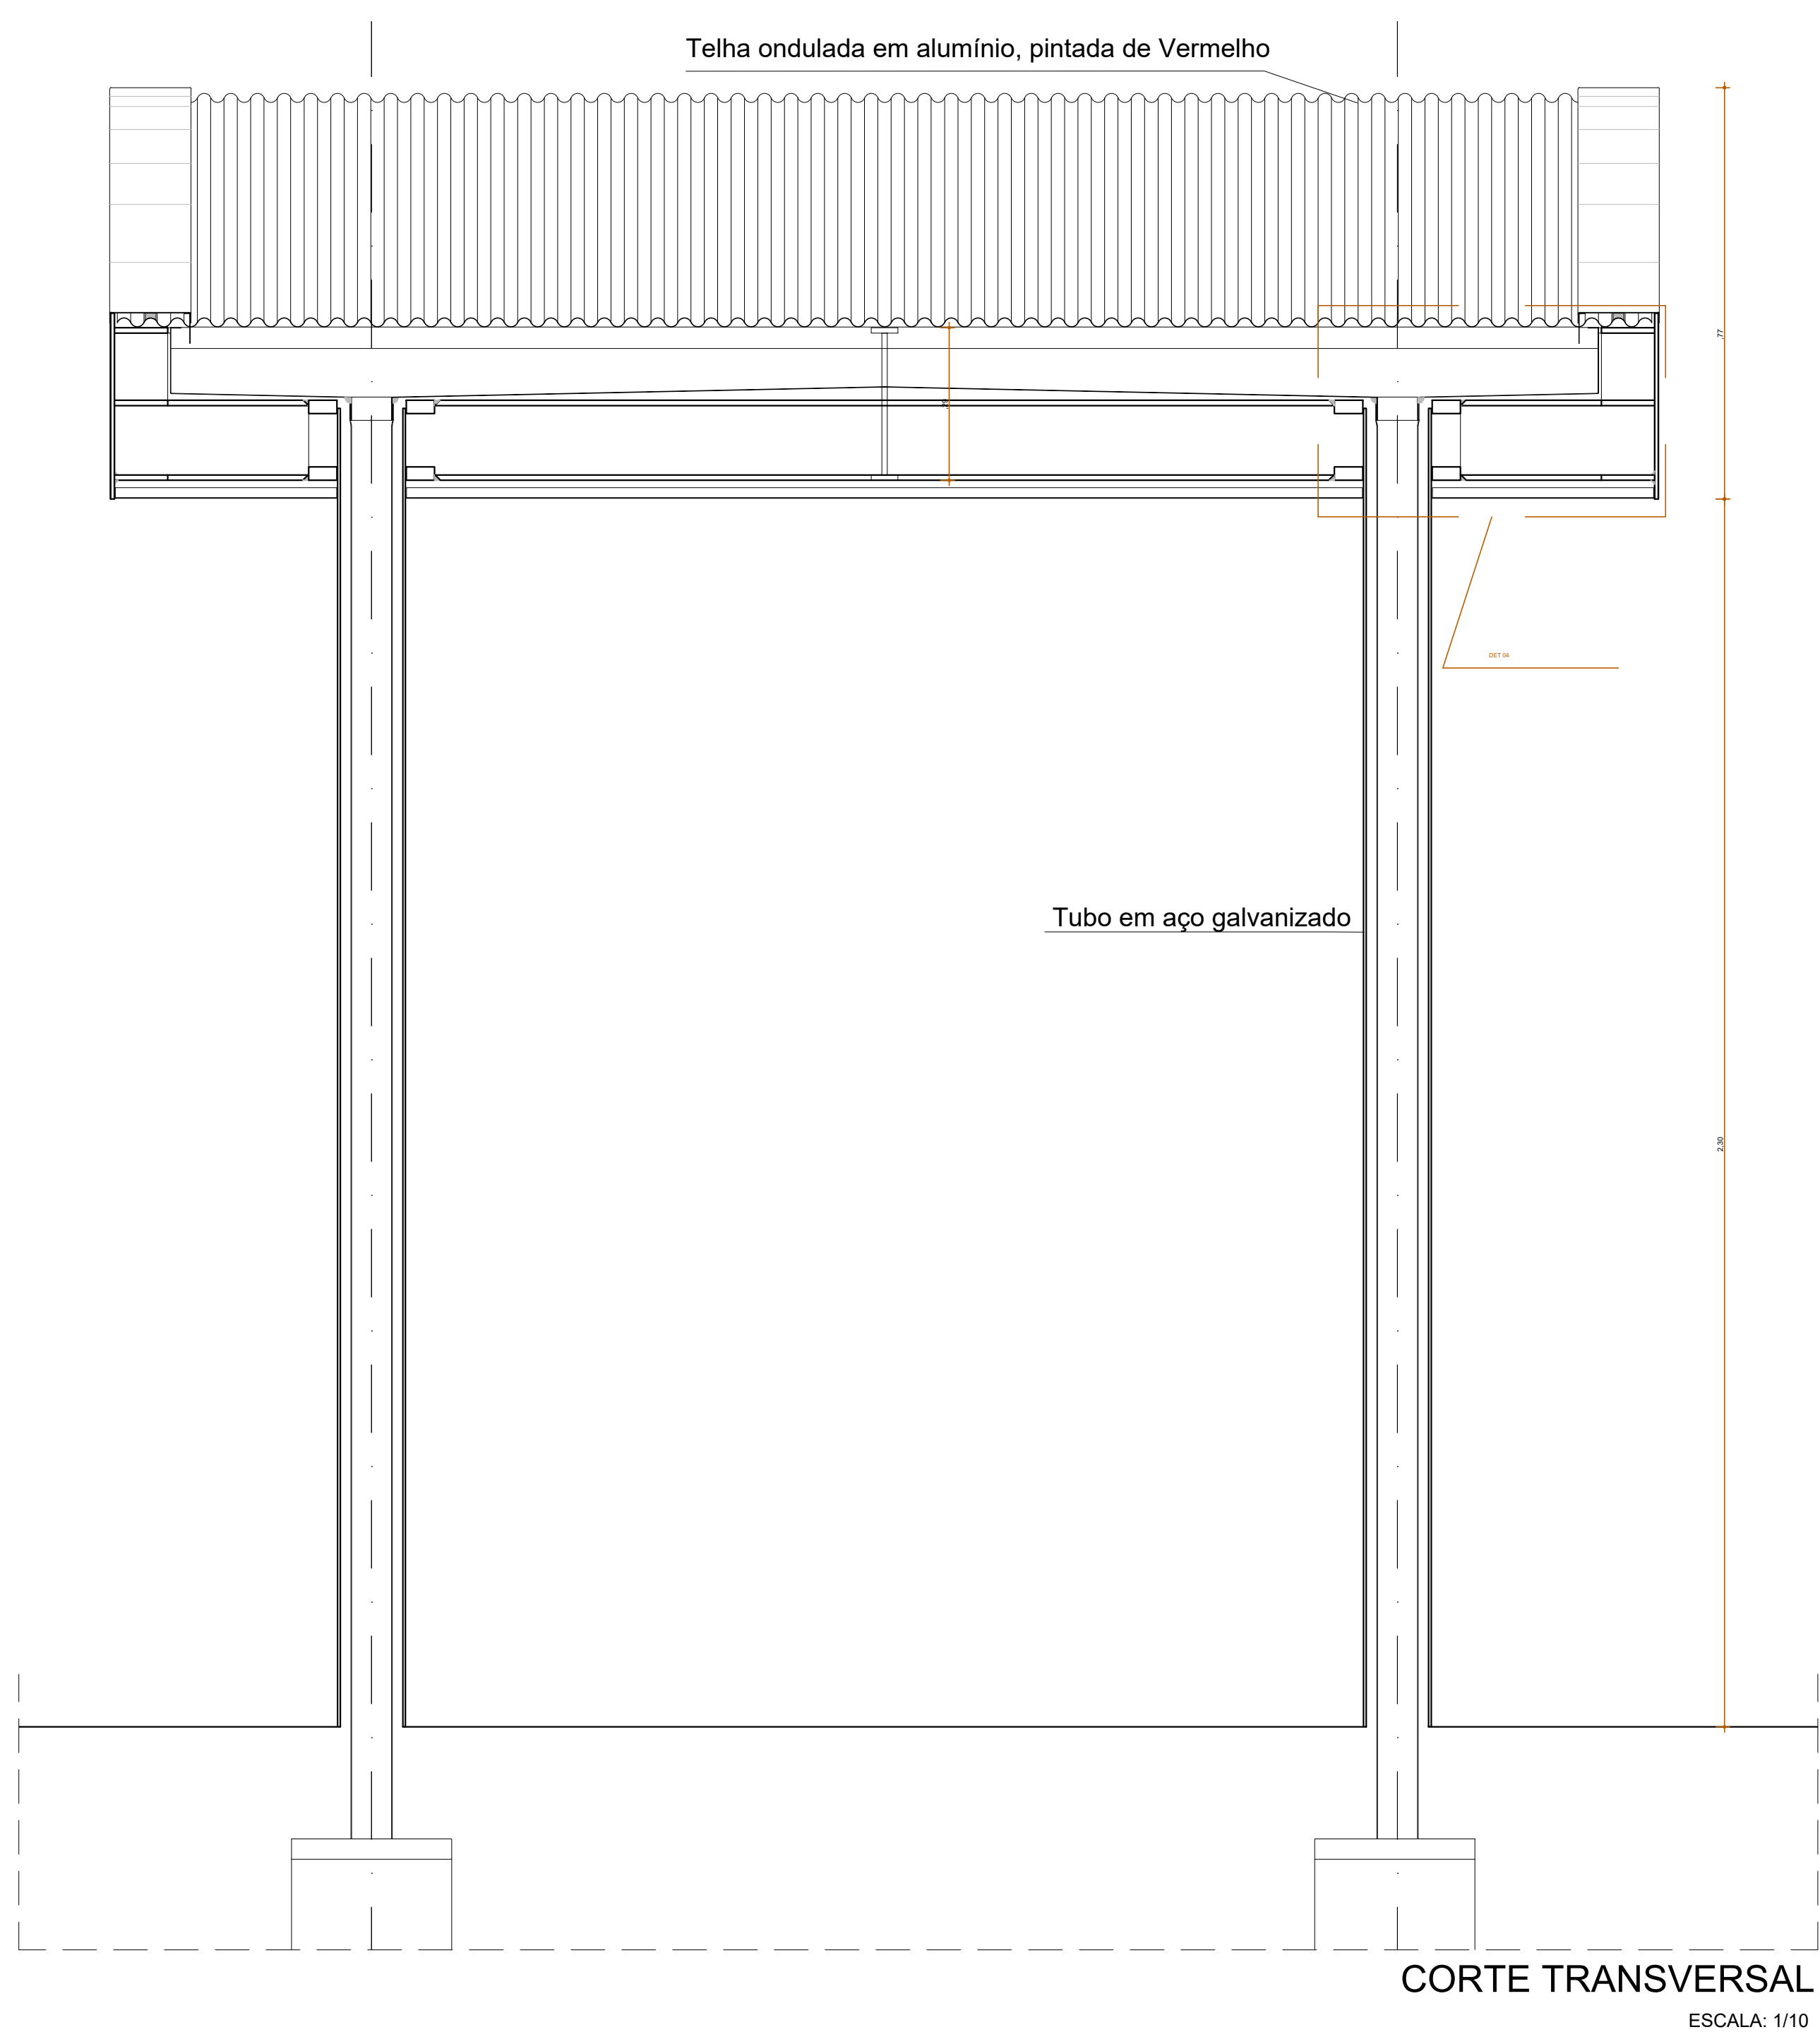 Telha ondulada em alumínio, pintada de Vermelho
,77
DET 04
Tubo em aço galvanizado
2,30
CORTE TRANSVERSAL
ESCALA: 1/10